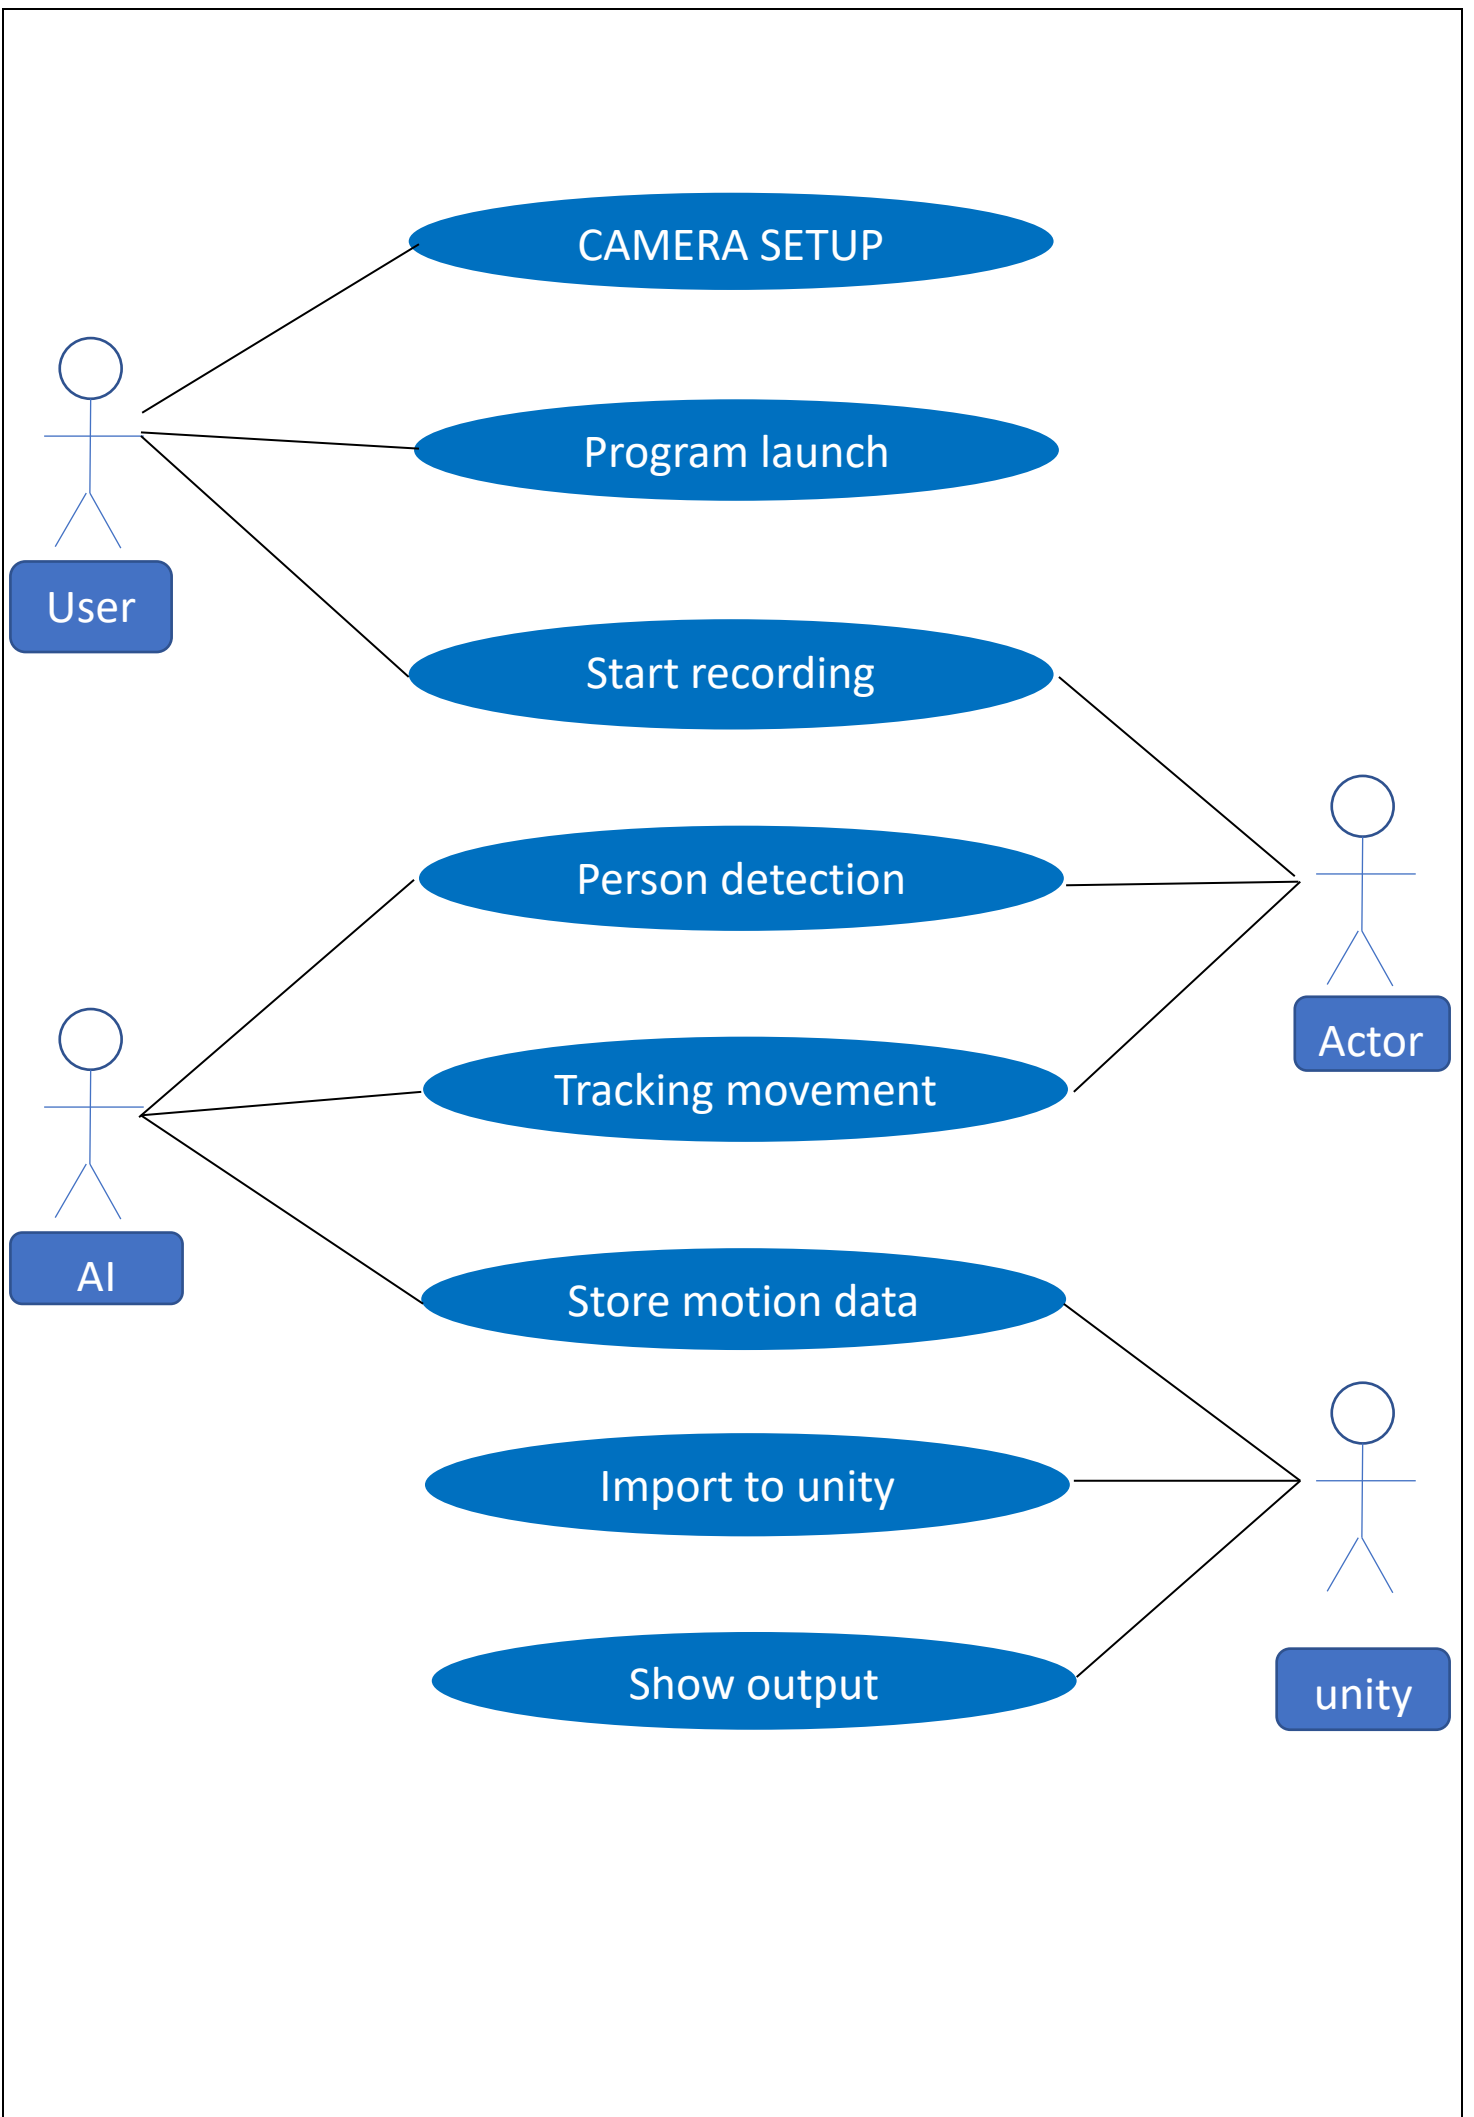 CAMERA SETUP
Program launch
User
Start recording
Person detection
Actor
Tracking movement
AI
Store motion data
Import to unity
Show output
unity